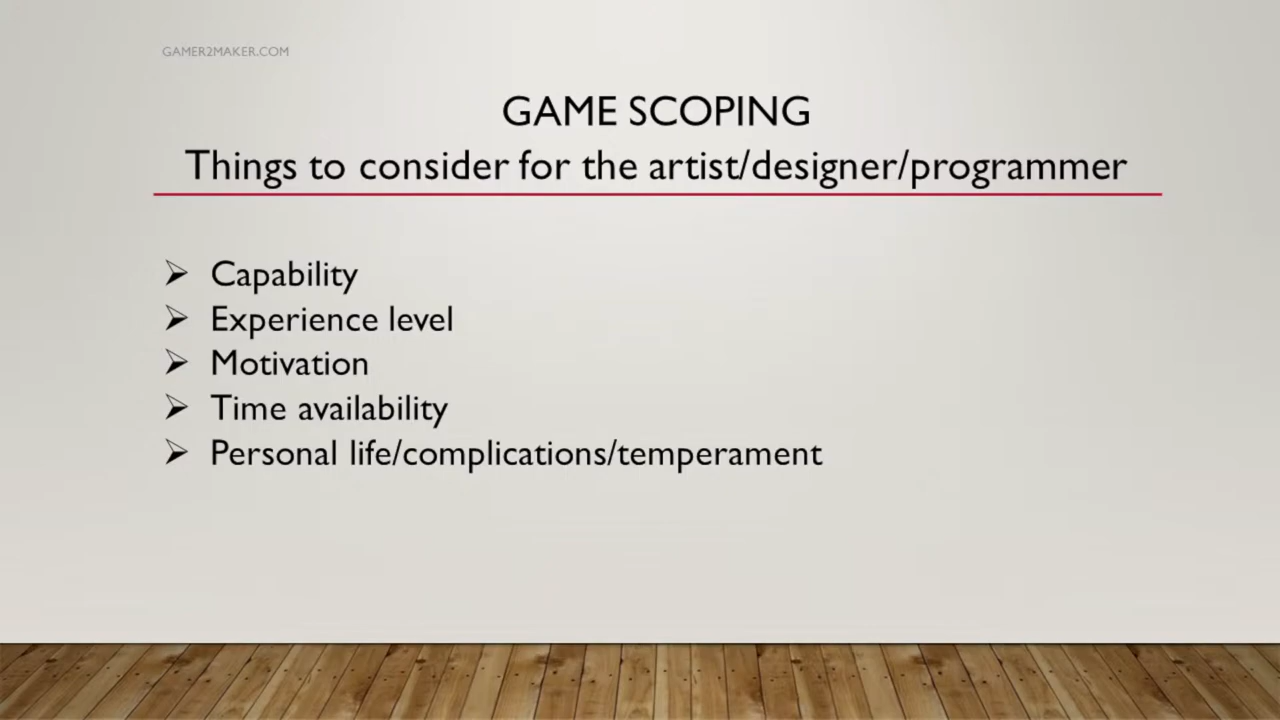 GAMER2MAKER.COM
GAME SCOPING
Things to consider for the artist/designer/programmer
➢ Capability
➢ Experience level
➢ Motivation
➢ Time availability
➢ Personal life/complications/temperament